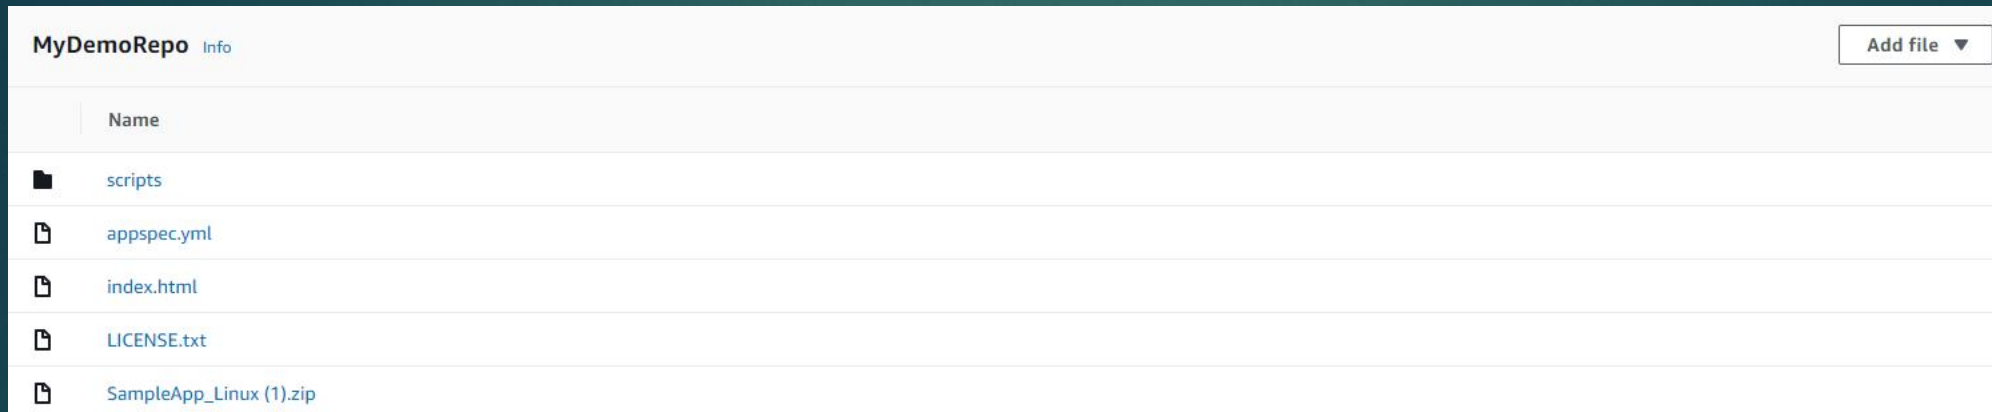 MyDemoRepo Info
Add file
Name
scripts
appspec.yml
index.html
LICENSE.txt
SampleApp_Linux (1).zip